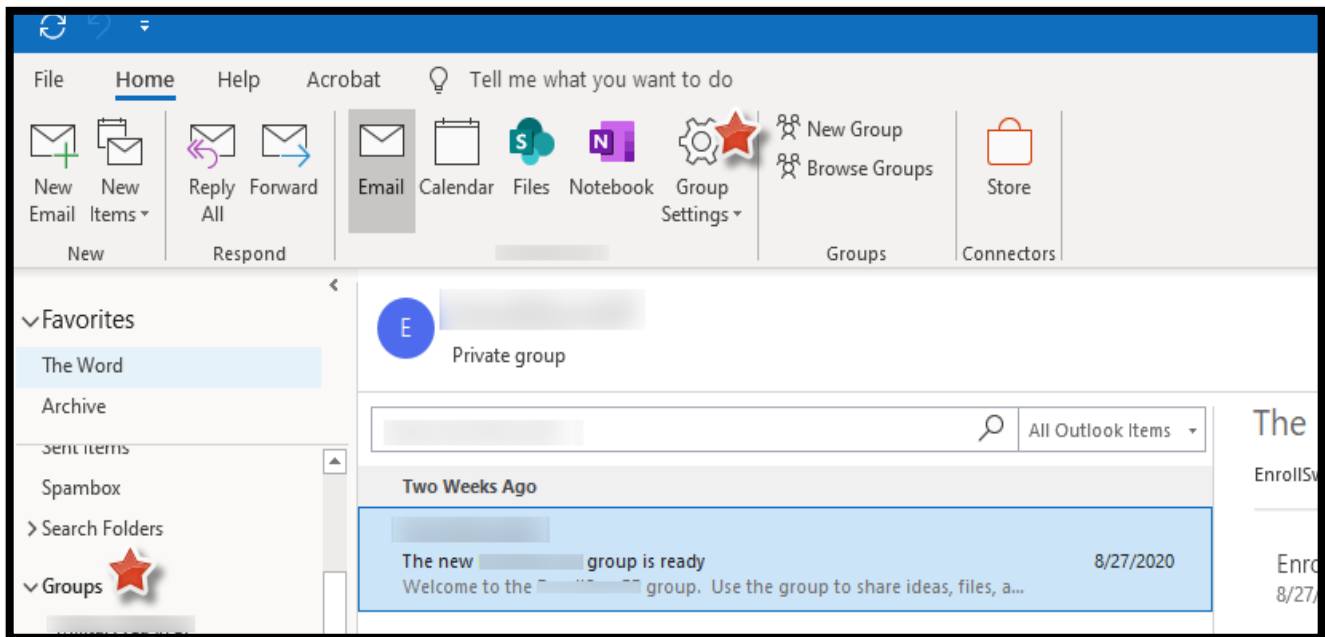 File Home Help Acrobat Tell me what you want to do
New Email
New Items
Reply All
Forward
Email
Calendar
Files
Notebook
Group Settings
New Group
Browse Groups
Store
New
Respond
Groups
Connectors
Favorites
The Word
Archive
Sent Items
Spambox
Search Folders
Groups
E
Private group
All Outlook Items
Two Weeks Ago
The new group is ready 8/27/2020
Welcome to the group. Use the group to share ideas, files, a...
The
EnrollSw
Enro
8/27/